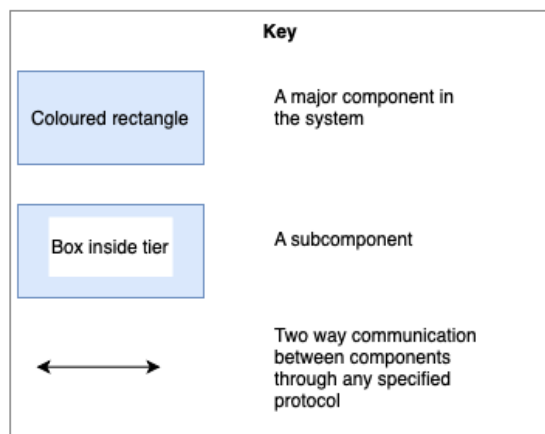 Key
Coloured rectangle
A major component in
the system
Box inside tier
A subcomponent
Two way communication
between components
through any specified
protocol